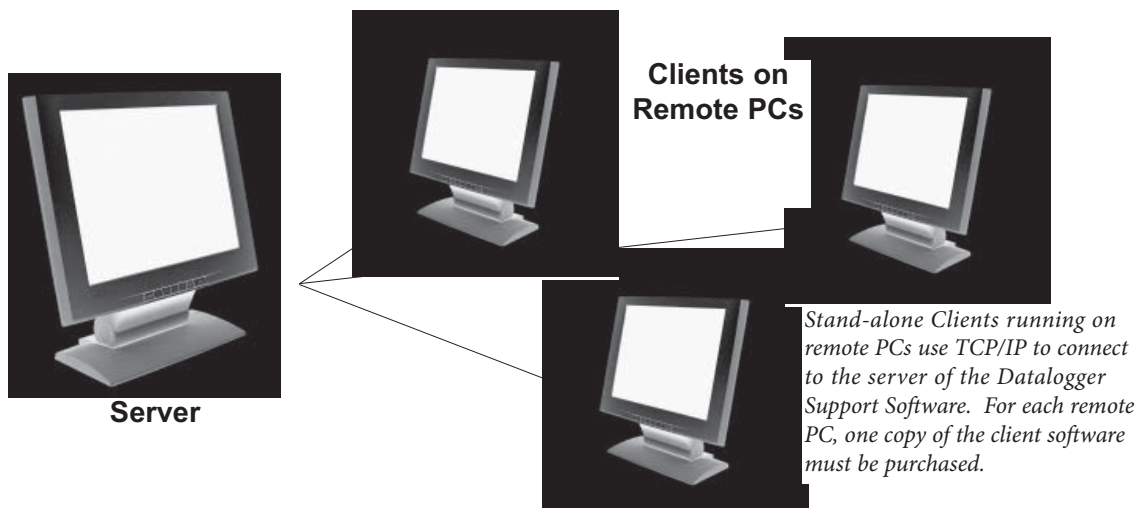 Clients on
Remote PCs
Server
Stand-alone Clients running on
remote PCs use TCP/IP to connect
to the server of the Datalogger
Support Software.  For each remote
PC, one copy of the client software
must be purchased.